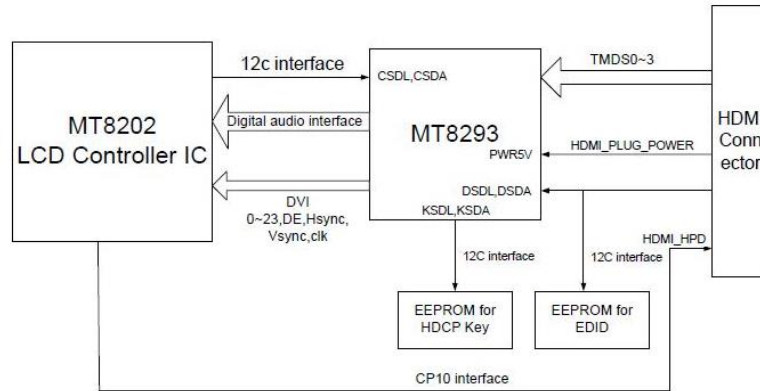 12c interface
TMDS0~3
CSDL,CSDA
MT8202
LCD Controller IC
Digital audio interface
MT8293
HDMI
Conn
ector
HDMI_PLUG_POWER
PWR5V
DSDL,DSDA
DVI
0~23,DE,Hsync,
Vsync,clk
KSDL,KSDA
HDMI_HPD
12C interface
12C interface
EEPROM for
HDCP Key
EEPROM for
EDID
CP10 interface